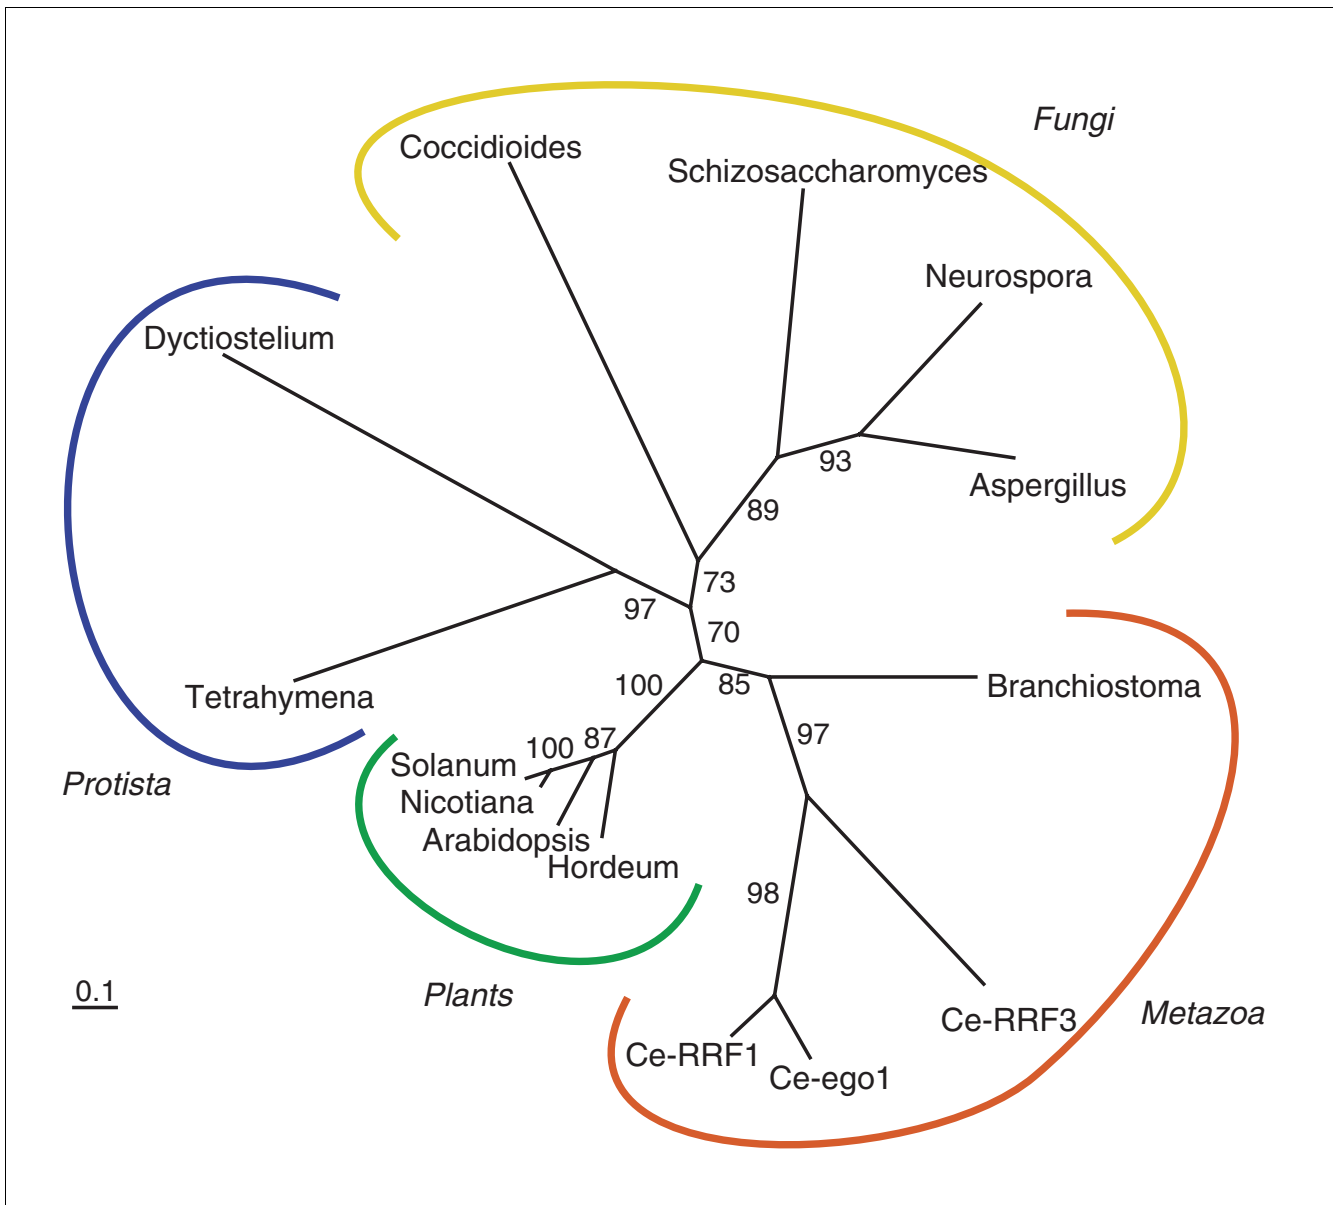 Fungi
Coccidioides
Schizosaccharomyces
Neurospora
Dyctiostelium
93
Aspergillus
89
73
97
70
100
85
Branchiostoma
Tetrahymena
97
100
87
Solanum
Protista
Nicotiana
Arabidopsis
Hordeum
98
0.1
Plants
Ce-RRF3
Metazoa
Ce-RRF1
Ce-ego1